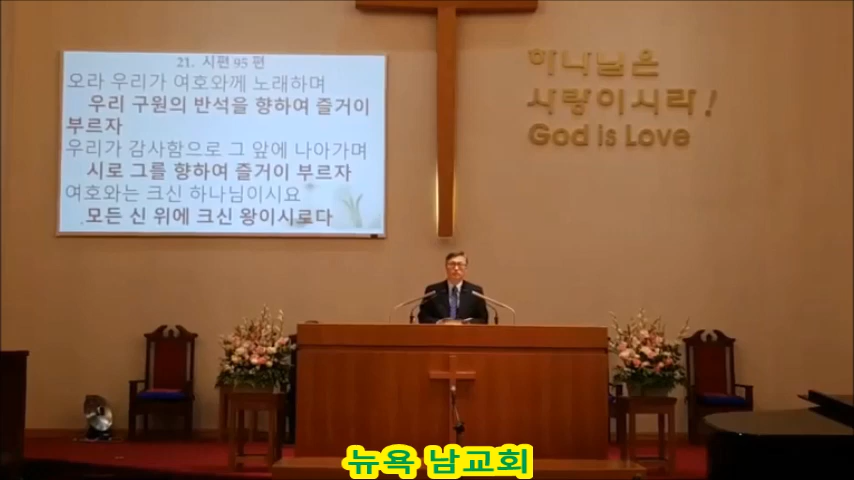 21. 시편 95 편
오라 우리가 여호와께 노래하며
우리 구원의 반석을 향하여 즐거이
부르자
우리가 감사함으로 그 앞에 나아가며
시로 그를 향하여 즐거이 부르자
여호와는 크신 하나님이시요
모든 신 위에 크신 왕이시로다
하나님은
사랑이시라!
God is Love
뉴욕 남교회